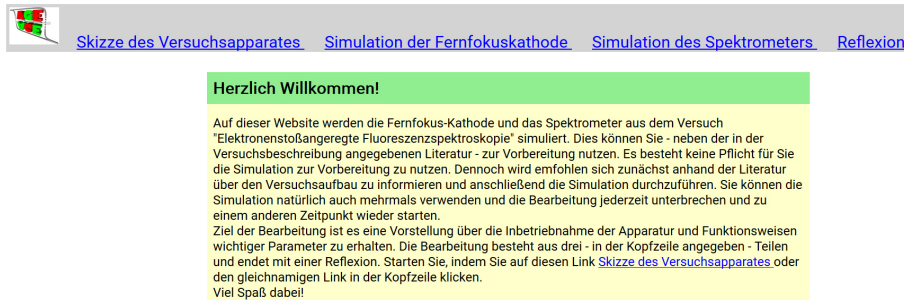 Skizze des Versuchsapparates Simulation der Fernfokuskathode Simulation des Spektrometers Reflexion
Herzlich Willkommen!
Auf dieser Website werden die Fernfokus-Kathode und das Spektrometer aus dem Versuch
"Elektronenstoßangeregte Fluoreszenzspektroskopie" simuliert. Dies können Sie - neben der in der
Versuchsbeschreibung angegebenen Literatur - zur Vorbereitung nutzen. Es besteht keine Pflicht für Sie
die Simulation zur Vorbereitung zu nutzen. Dennoch wird emfohlen sich zunächst anhand der Literatur
über den Versuchsaufbau zu informieren und anschließend die Simulation durchzuführen. Sie können die
Simulation natürlich auch mehrmals verwenden und die Bearbeitung jederzeit unterbrechen und zu
einem anderen Zeitpunkt wieder starten.
Ziel der Bearbeitung ist es eine Vorstellung über die Inbetriebnahme der Apparatur und Funktionsweisen
wichtiger Parameter zu erhalten. Die Bearbeitung besteht aus drei - in der Kopfzeile angegeben - Teilen
und endet mit einer Reflexion. Starten Sie, indem Sie auf diesen Link Skizze des Versuchsapparates oder
den gleichnamigen Link in der Kopfzeile klicken.
Viel Spaß dabei!